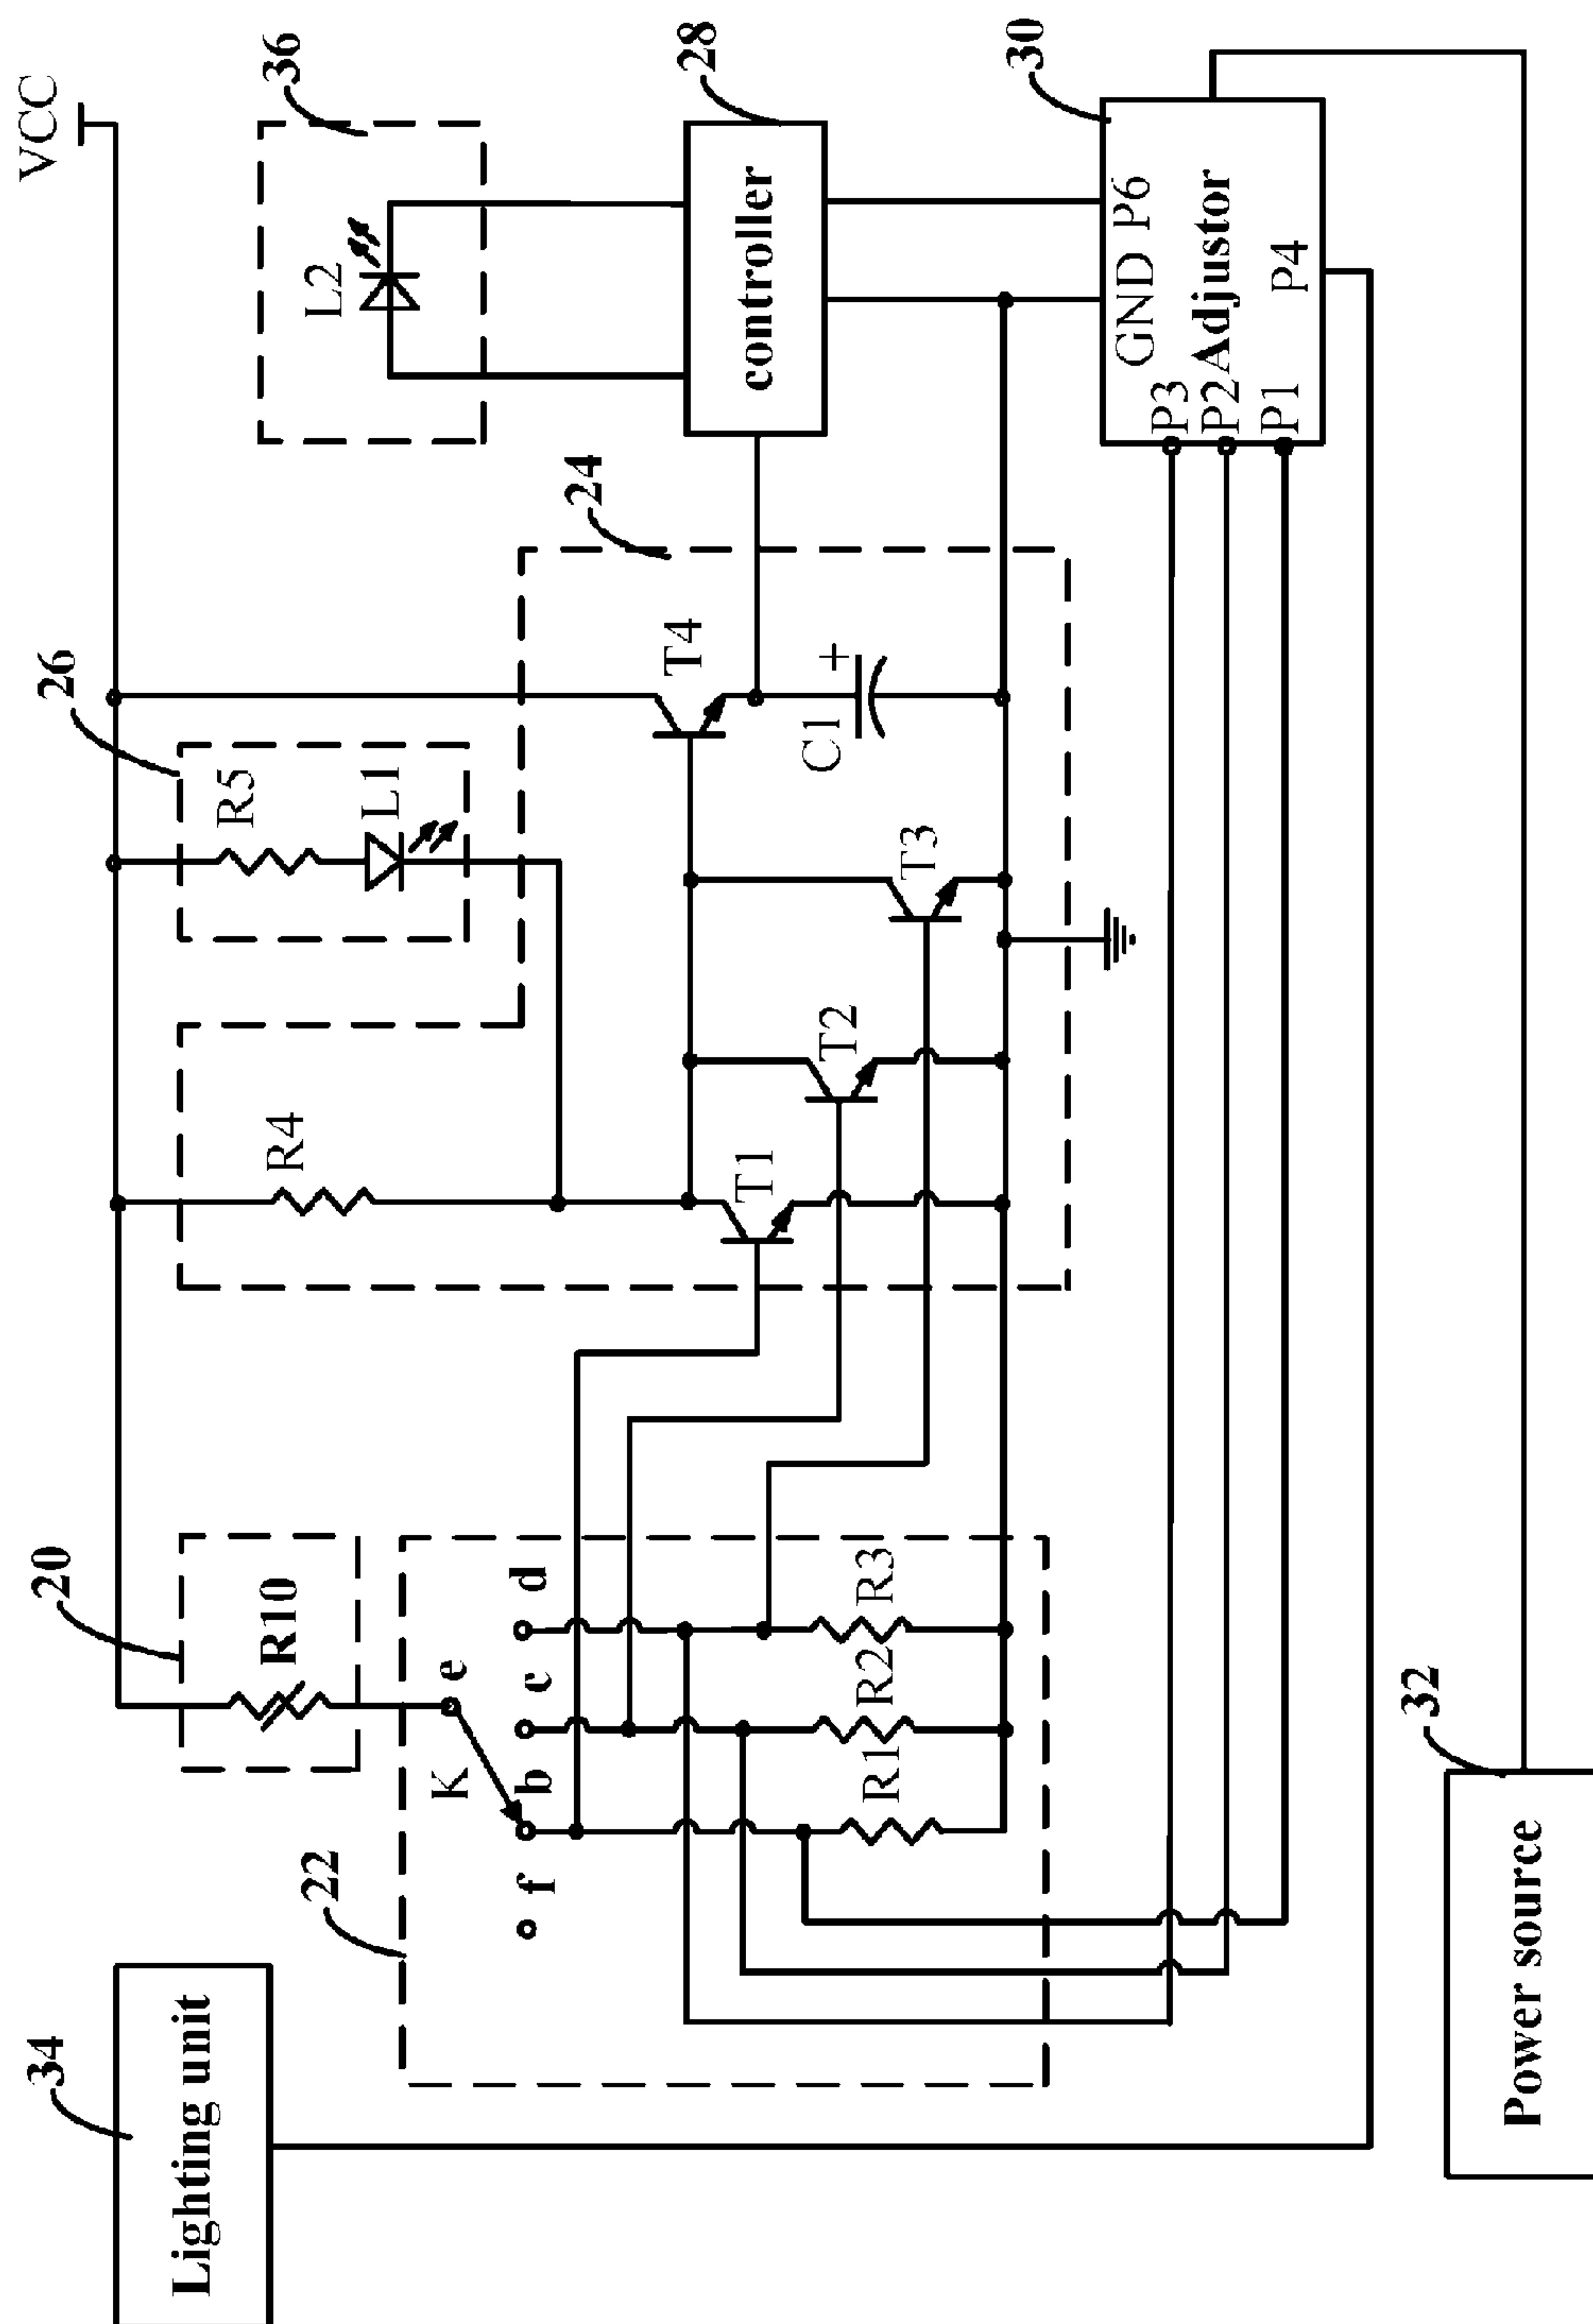 34
Lighting unit
22
20
R10
K
e
f
b
c
d
R1
R2
R3
R4
26
R5
L1
T1
T2
T3
T4
C1
+
24
VCC
36
L2
28
controller
30
GND P6
P3
Adjustor
P2
P1
P4
32
Power source